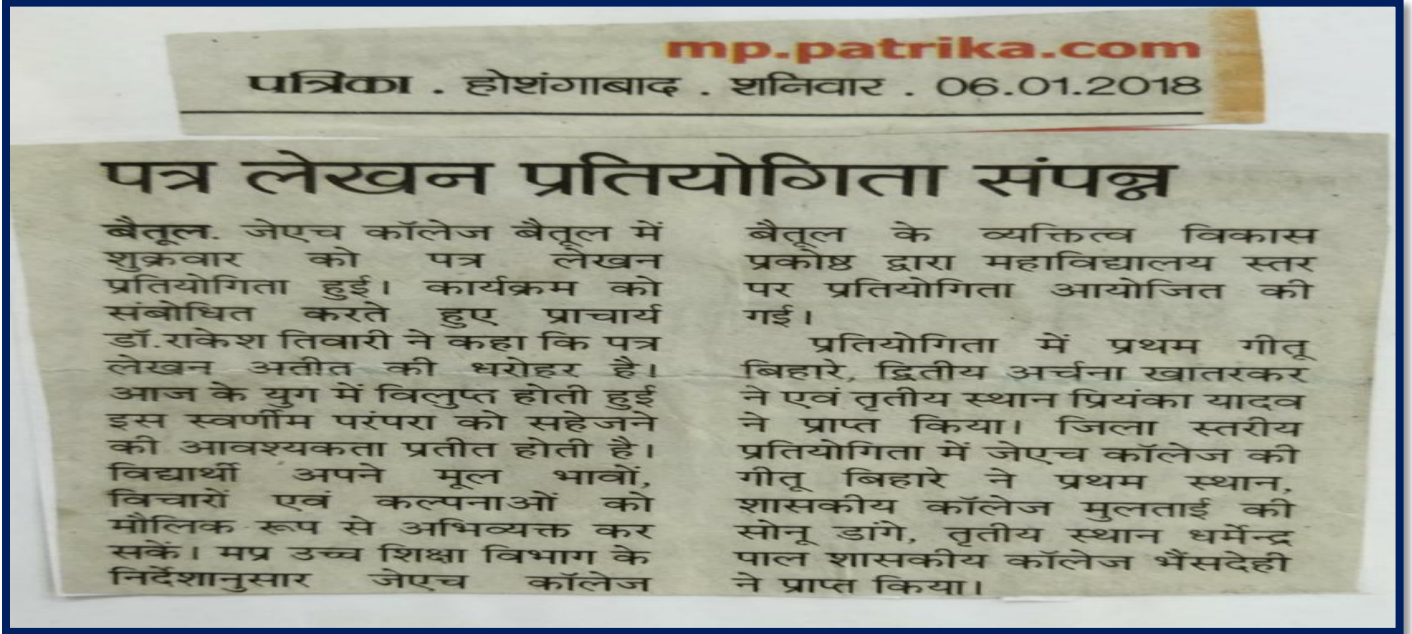 mp.patrika.com
पत्रिका . होशंगाबाद . शनिवार . 06.01.2018
पत्र लेखन प्रतियोगिता संपन्न
बैतूल. जेएच कॉलेज बैतूल में
शुक्रवार को पत्र लेखन
प्रतियोगिता हुई। कार्यक्रम को
संबोधित करते हुए प्राचार्य
डॉ.राकेश तिवारी ने कहा कि पत्र
लेखन अतीत की धरोहर है।
आज के युग में विलुप्त होती हुई
इस स्वर्णीम परंपरा को सहेजने
की आवश्यकता प्रतीत होती है।
विद्यार्थी अपने मूल भावों,
विचारों एवं कल्पनाओं को
मौलिक रूप से अभिव्यक्त कर
सकें। मप्र उच्च शिक्षा विभाग के
निर्देशानुसार जेएच कॉलेज
बैतूल के व्यक्तित्व विकास
प्रकोष्ठ द्वारा महाविद्यालय स्तर
पर प्रतियोगिता आयोजित की
गई।
प्रतियोगिता में प्रथम गीतू
बिहारे, द्वितीय अर्चना खातरकर
ने एवं तृतीय स्थान प्रियंका यादव
ने प्राप्त किया। जिला स्तरीय
प्रतियोगिता में जेएच कॉलेज की
गीतू बिहारे ने प्रथम स्थान,
शासकीय कॉलेज मुलताई की
सोनू डांगे, तृतीय स्थान धर्मेन्द्र
पाल शासकीय कॉलेज भैंसदेही
ने प्राप्त किया।